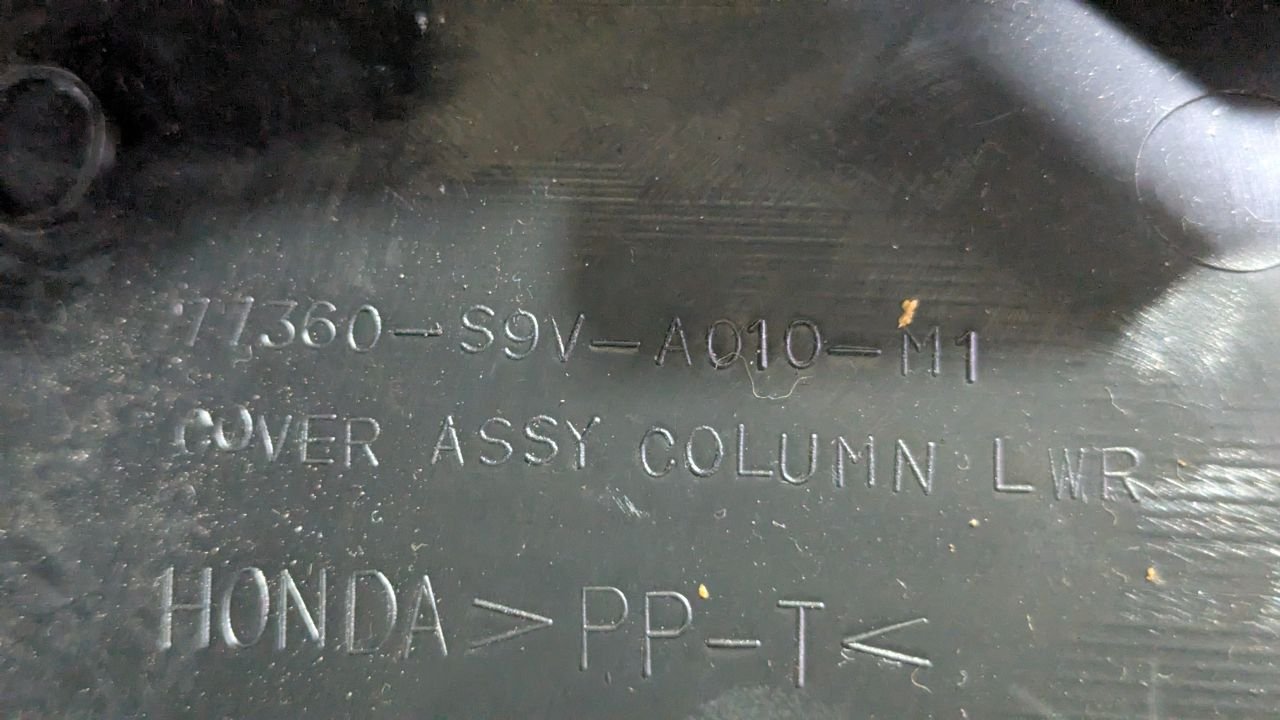 77360-S9V-A010-M1
COVER ASSY COLUMN LWR
HONDA >PP-T<